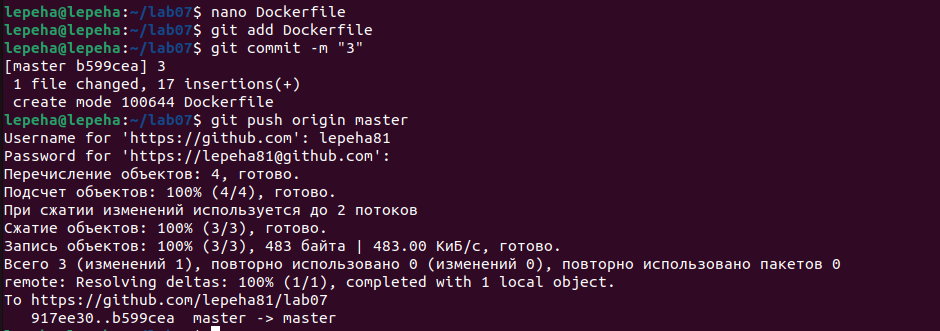 lepeha@lepeha:~/lab07$ nano Dockerfile
lepeha@lepeha:~/lab07$ git add Dockerfile
lepeha@lepeha:~/lab07$ git commit -m "3"
[master b599cea] 3
 1 file changed, 17 insertions(+)
 create mode 100644 Dockerfile
lepeha@lepeha:~/lab07$ git push origin master
Username for 'https://github.com': lepeha81
Password for 'https://lepeha81@github.com':
Перечисление объектов: 4, готово.
Подсчет объектов: 100% (4/4), готово.
При сжатии изменений используется до 2 потоков
Сжатие объектов: 100% (3/3), готово.
Запись объектов: 100% (3/3), 483 байта | 483.00 КиБ/с, готово.
Всего 3 (изменений 1), повторно использовано 0 (изменений 0), повторно использовано пакетов 0
remote: Resolving deltas: 100% (1/1), completed with 1 local object.
To https://github.com/lepeha81/lab07
   917ee30..b599cea  master -> master